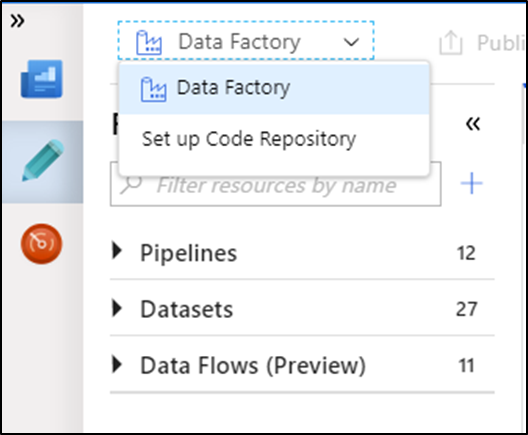 »
Data Factory
Publi
Data Factory
Set up Code Repository
«
Filter resources by name
+
Pipelines 12
Datasets 27
Data Flows (Preview) 11